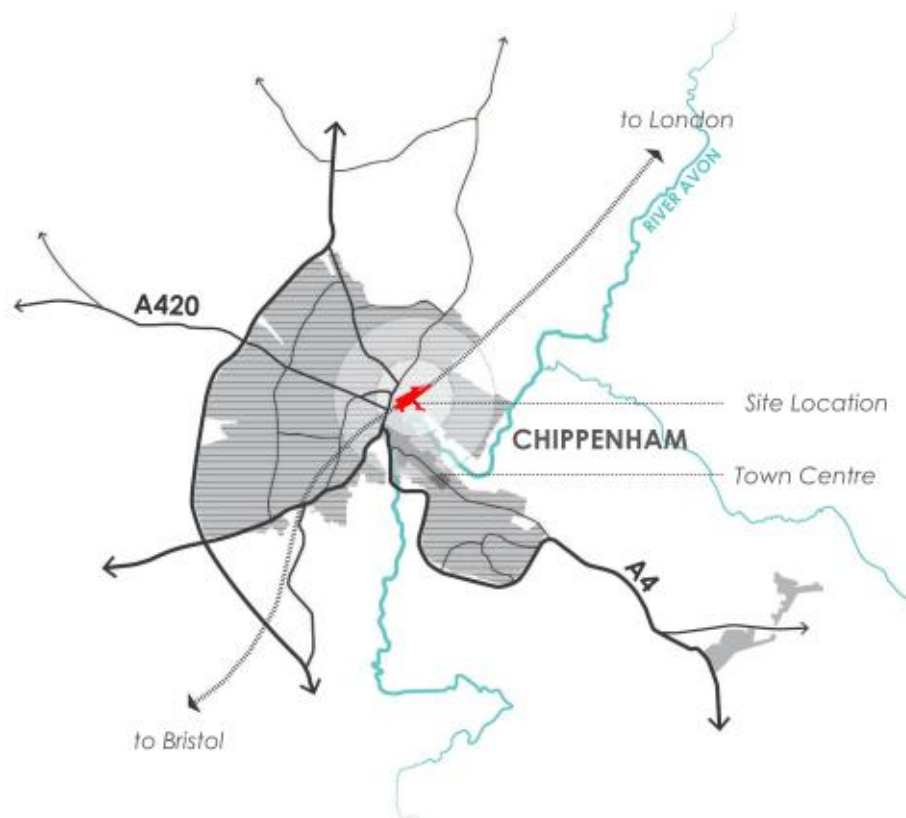 to London
RIVER AVON
A420
Site Location
CHIPPENHAM
Town Centre
A4
to Bristol